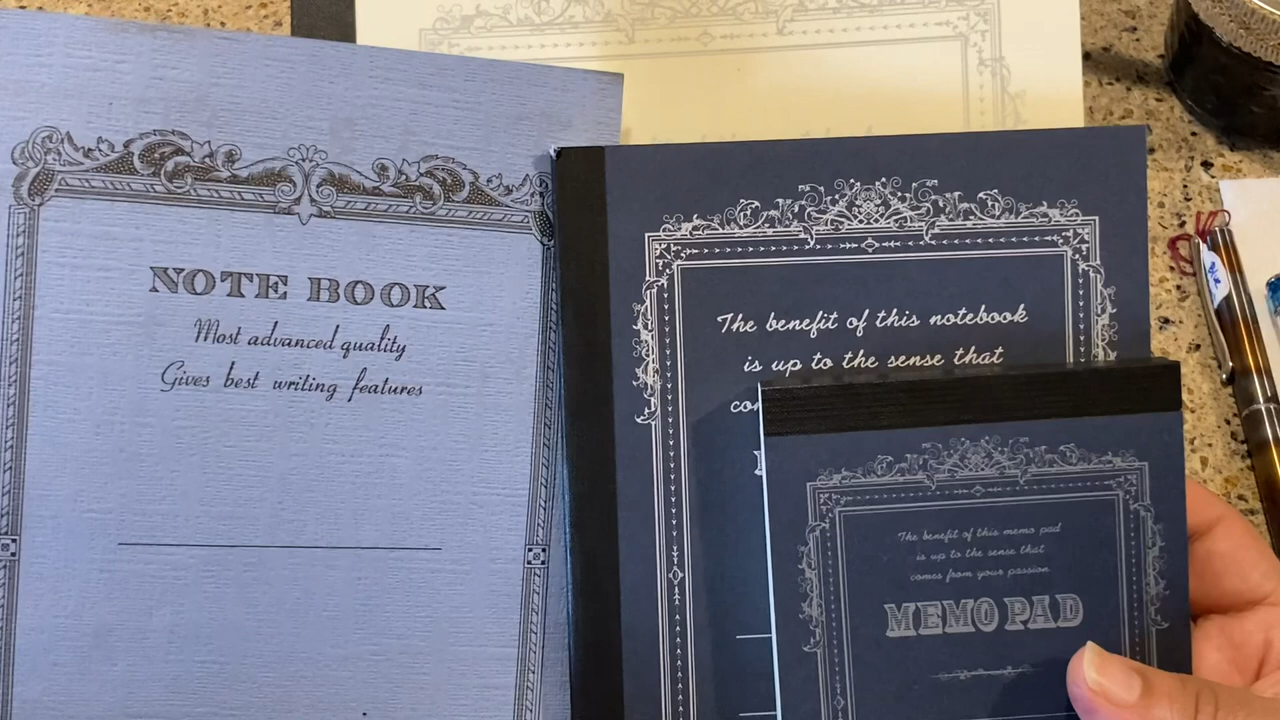 NOTE BOOK
Most advanced quality
Gives best writing features
The benefit of this notebook
is up to the sense that
The benefit of this memo pad
is up to the sense that
comes from your passion
MEMO PAD